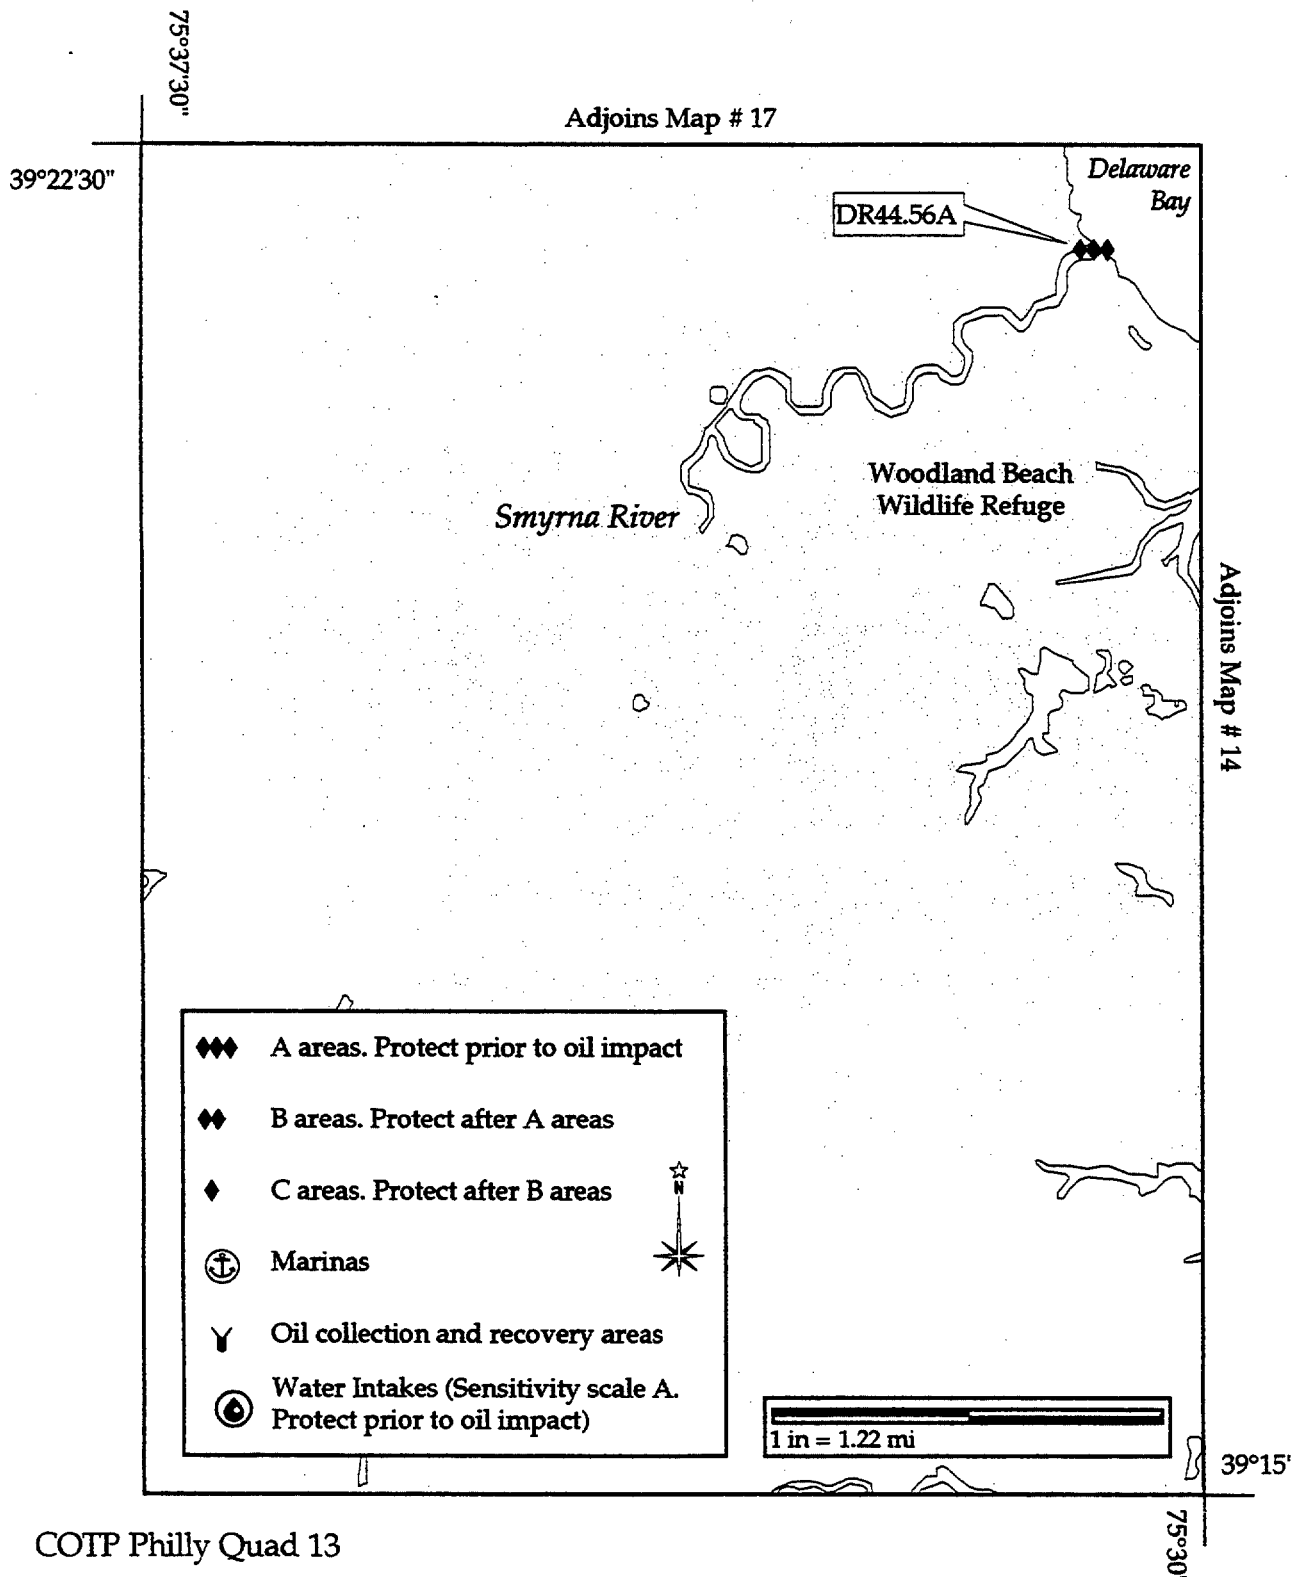 75°37'30"
Adjoins Map # 17
39°22'30"
Delaware
Bay
DR44.56A
Woodland Beach
Wildlife Refuge
Smyrna River
Adjoins Map # 14
A areas. Protect prior to oil impact
B areas. Protect after A areas
C areas. Protect after B areas
N
Marinas
Oil collection and recovery areas
Water Intakes (Sensitivity scale A.
Protect prior to oil impact)
1 in = 1.22 mi
39°15'
75°30'
COTP Philly Quad 13